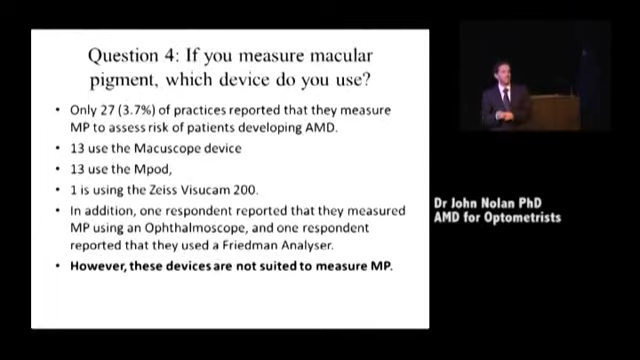 Question 4: If you measure macular
pigment, which device do you use?
• Only 27 (3.7%) of practices reported that they measure
MP to assess risk of patients developing AMD.
• 13 use the Macuscope device
• 13 use the Mpod,
• 1 is using the Zeiss Visucam 200.
• In addition, one respondent reported that they measured
MP using an Ophthalmoscope, and one respondent
reported that they used a Friedman Analyser.
• However, these devices are not suited to measure MP.
Dr John Nolan PhD
AMD for Optometrists